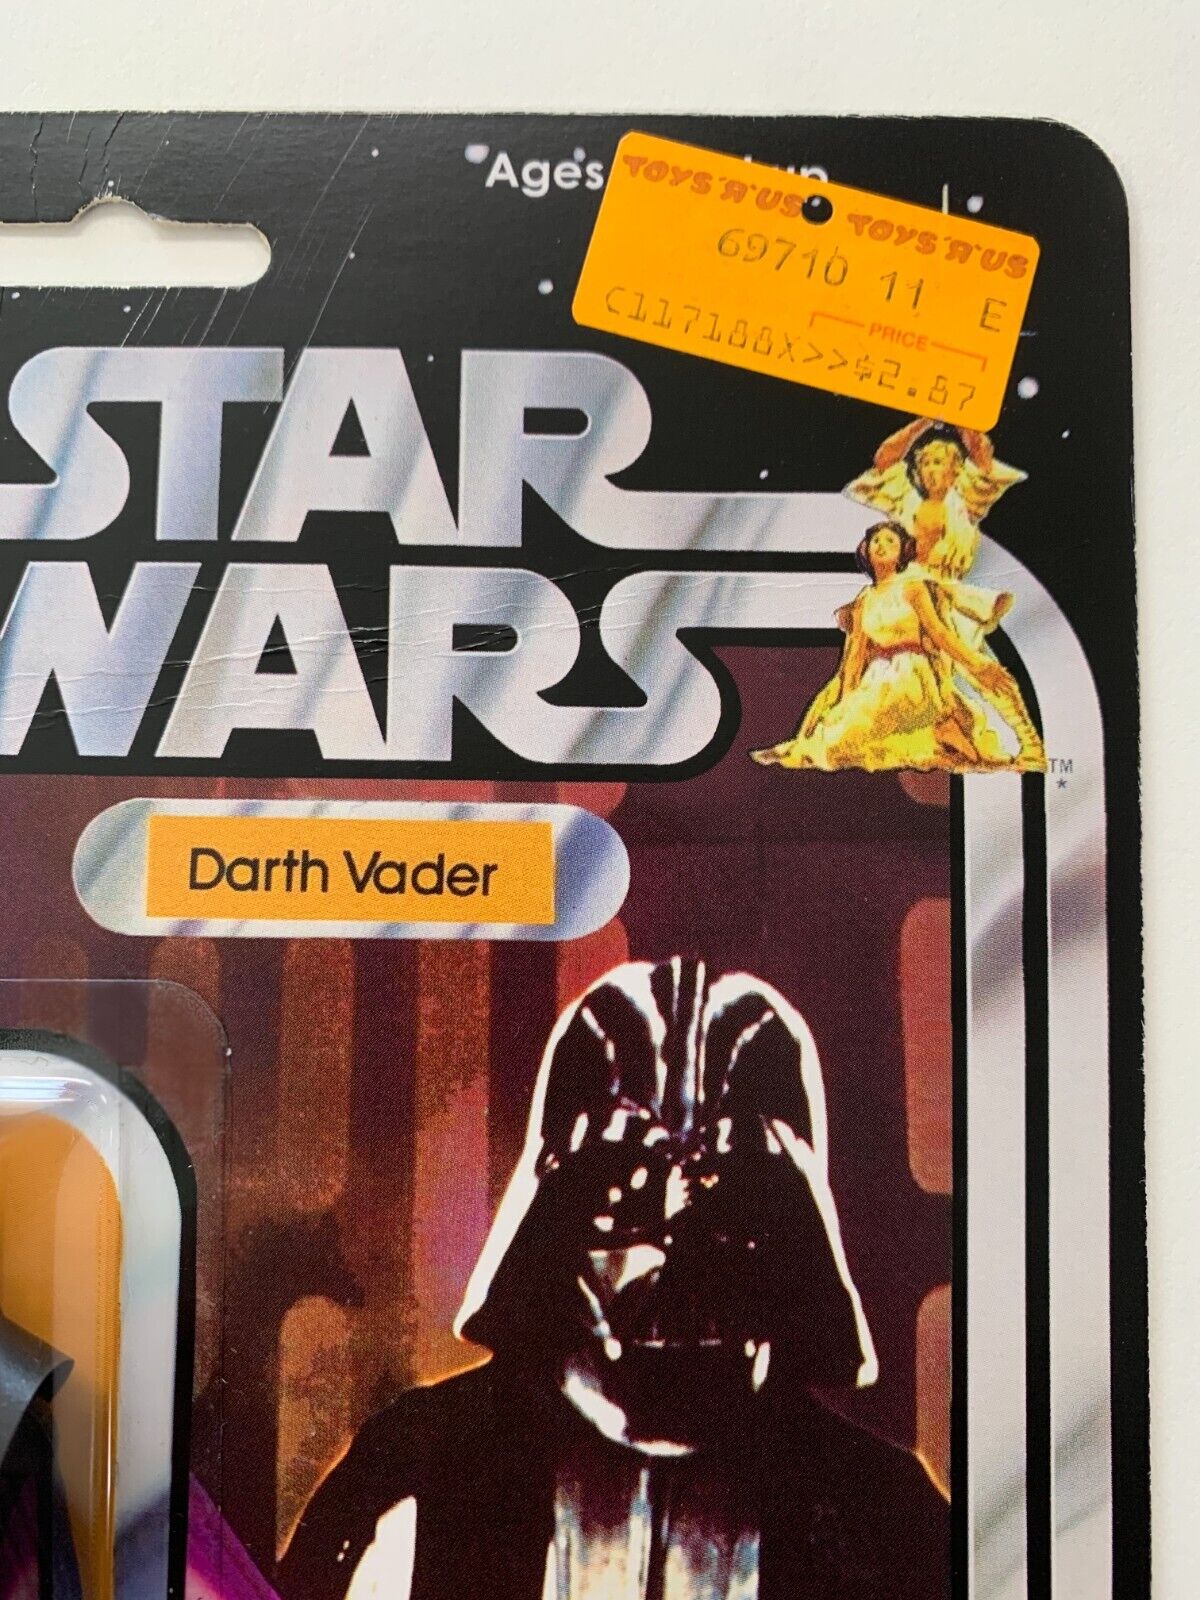 Ages
TOYS "R" US TOYS "R" US
69710 11 E
PRICE
C117188X>>$2.87
STAR
WARS
TM
*
Darth Vader